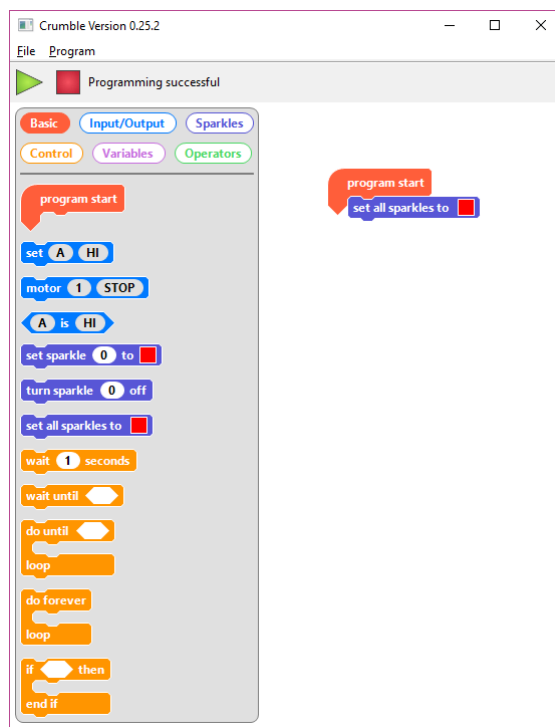 Crumble Version 0.25.2
File Program
Programming successful
Basic Input/Output Sparkles
Control Variables Operators
program start
set A HI
motor 1 STOP
A is HI
set sparkle 0 to
turn sparkle 0 off
set all sparkles to
wait 1 seconds
wait until
do until
loop
do forever
loop
if then
end if
program start
set all sparkles to